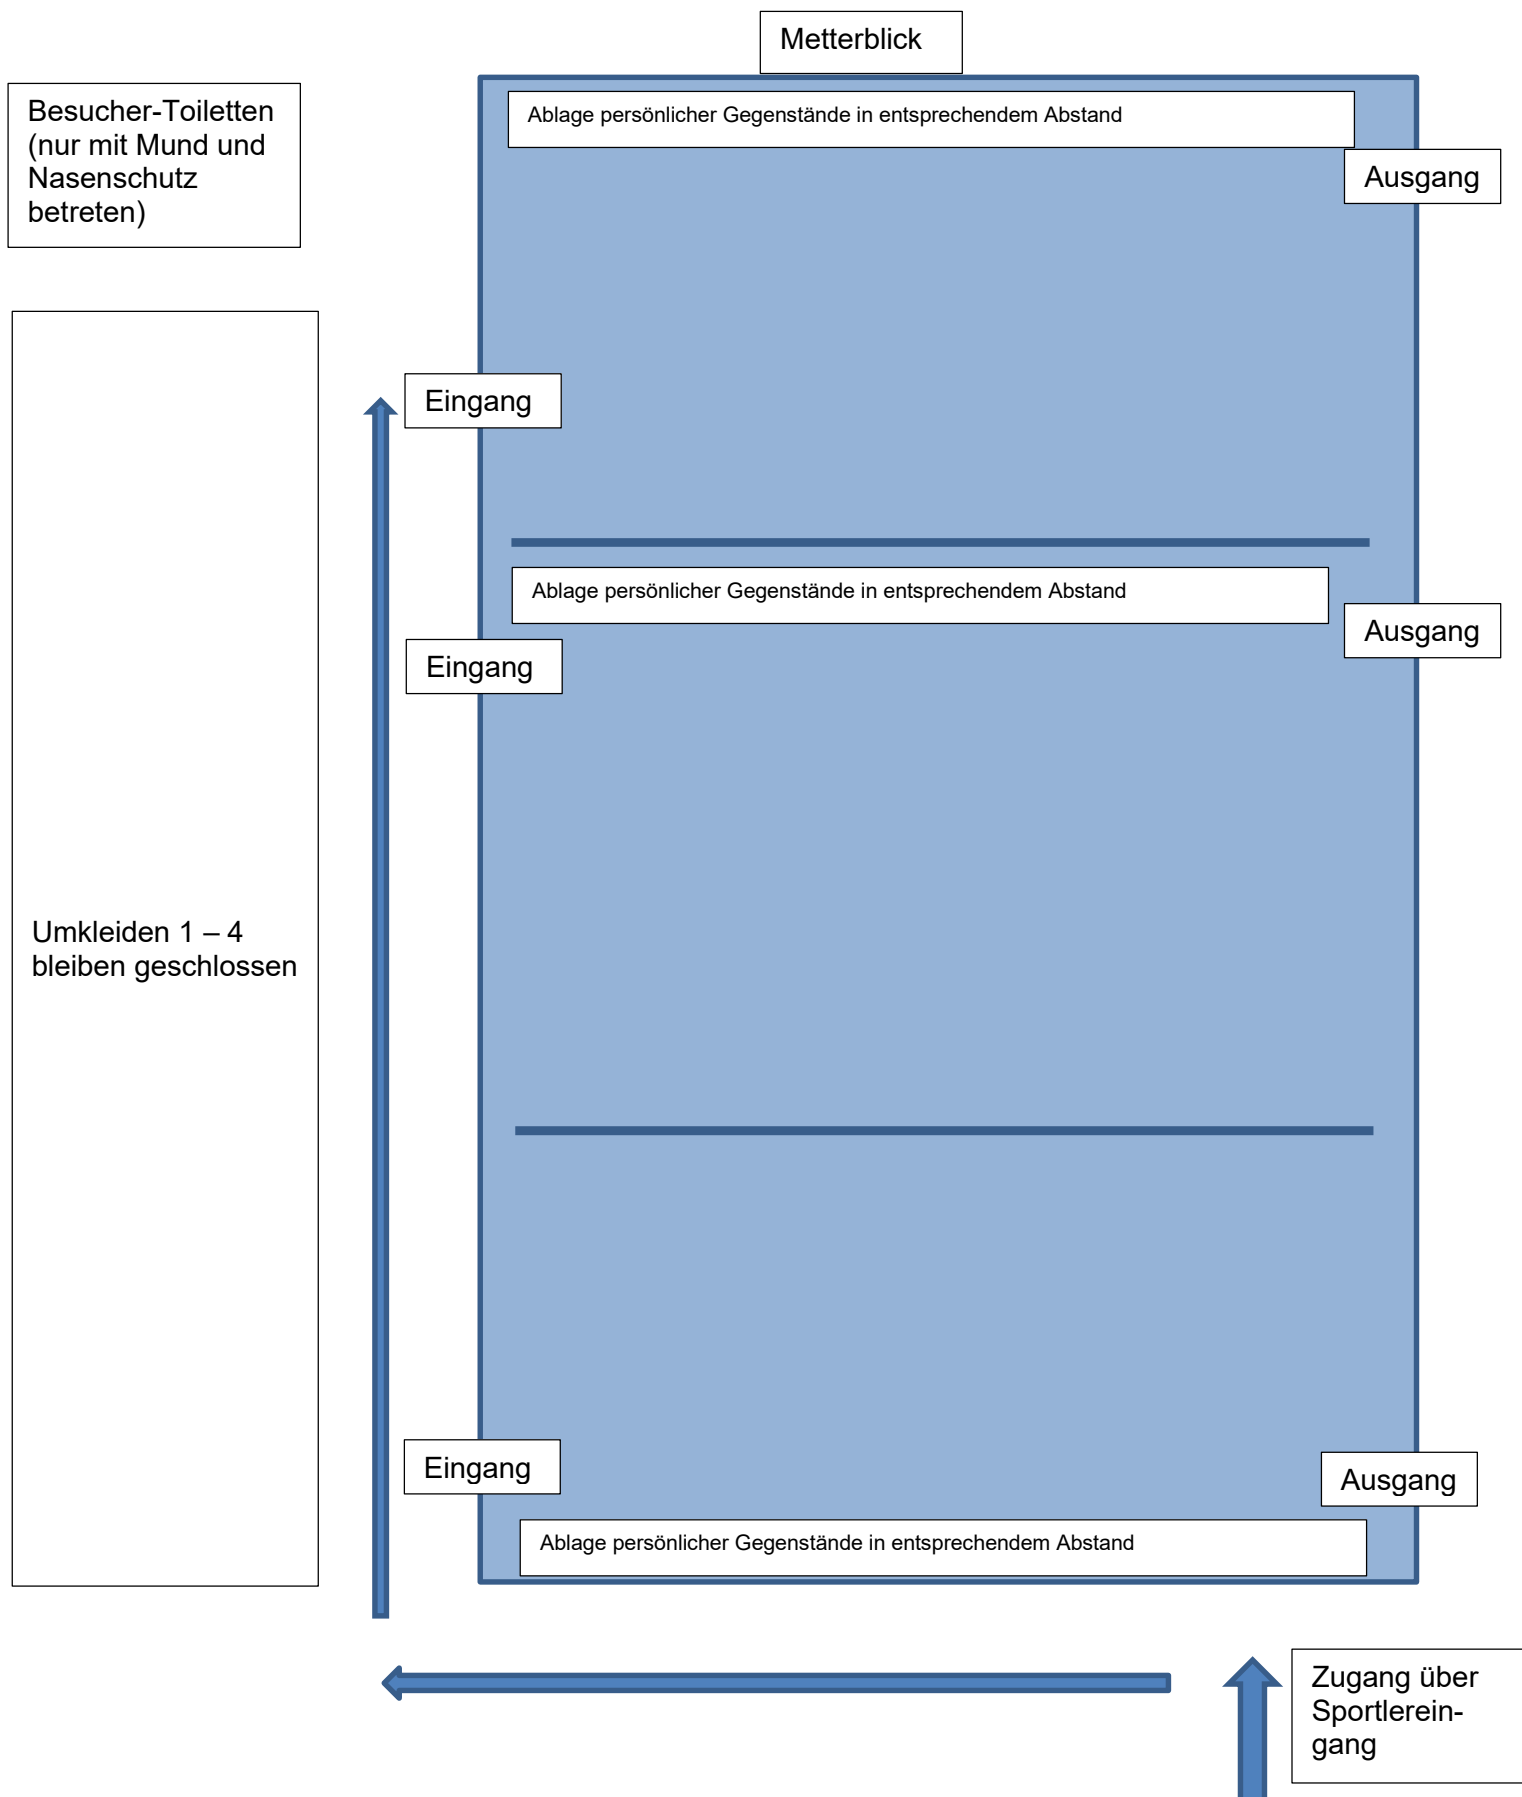 Metterblick
Besucher-Toiletten
(nur mit Mund und
Nasenschutz
betreten)
Ablage persönlicher Gegenstände in entsprechendem Abstand
Ausgang
Eingang
Ablage persönlicher Gegenstände in entsprechendem Abstand
Ausgang
Eingang
Umkleiden 1 – 4
bleiben geschlossen
Eingang
Ausgang
Ablage persönlicher Gegenstände in entsprechendem Abstand
Zugang über
Sportlerein-
gang